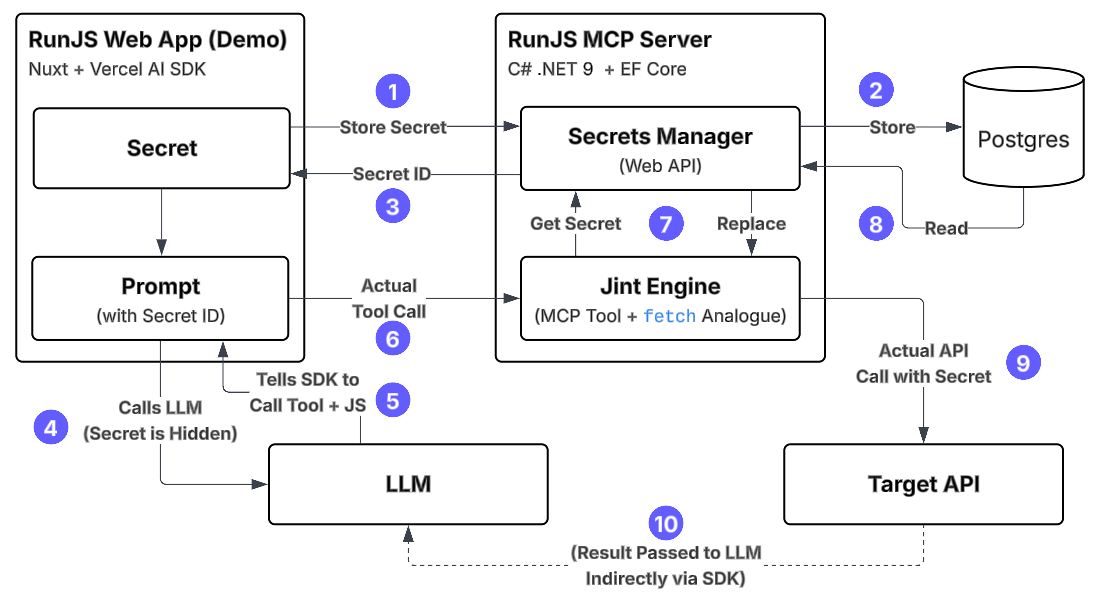 RunJS Web App (Demo)
Nuxt + Vercel AI SDK
RunJS MCP Server
C# .NET 9 + EF Core
1
Store Secret
2
Store
Postgres
Secret
Secrets Manager
(Web API)
Secret ID
3
Get Secret
7
Replace
8
Read
Prompt
(with Secret ID)
Actual
Tool Call
6
Jint Engine
(MCP Tool + fetch Analogue)
Actual API
Call with Secret
9
Tells SDK to
Call Tool + JS
5
4
Calls LLM
(Secret is Hidden)
LLM
Target API
10
(Result Passed to LLM
Indirectly via SDK)